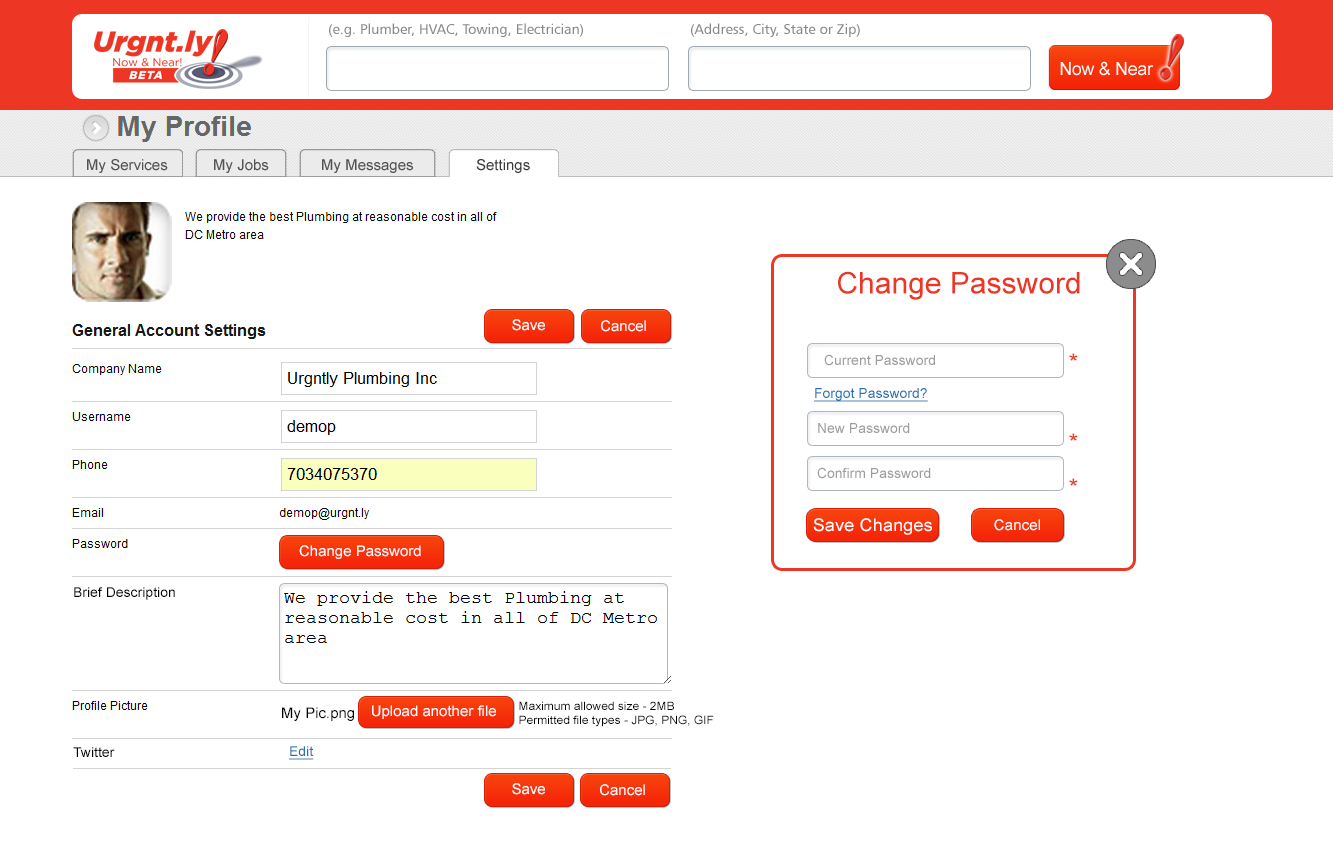 Urgnt.ly!
Now & Near!
BETA
(e.g. Plumber, HVAC, Towing, Electrician)
(Address, City, State or Zip)
Now & Near
My Profile
My Services
My Jobs
My Messages
Settings
We provide the best Plumbing at reasonable cost in all of
DC Metro area
General Account Settings
Save
Cancel
Company Name
Urgntly Plumbing Inc
Username
demop
Phone
7034075370
Email
demop@urgnt.ly
Password
Change Password
Brief Description
We provide the best Plumbing at
reasonable cost in all of DC Metro
area
Profile Picture
My Pic.png
Upload another file
Maximum allowed size - 2MB
Permitted file types - JPG, PNG, GIF
Twitter
Edit
Save
Cancel
Change Password
Current Password *
Forgot Password?
New Password *
Confirm Password *
Save Changes
Cancel